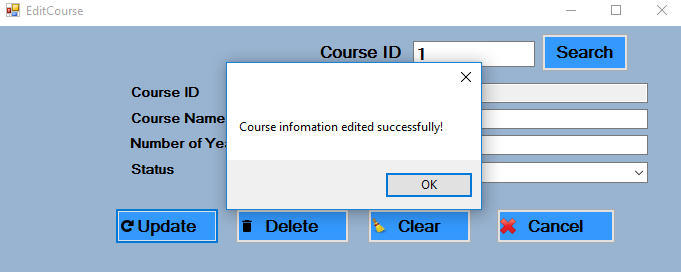 EditCourse
Course ID 1 Search
Course ID
Course Name
Number of Yea
Status
Course infomation edited successfully!
OK
Update Delete Clear Cancel